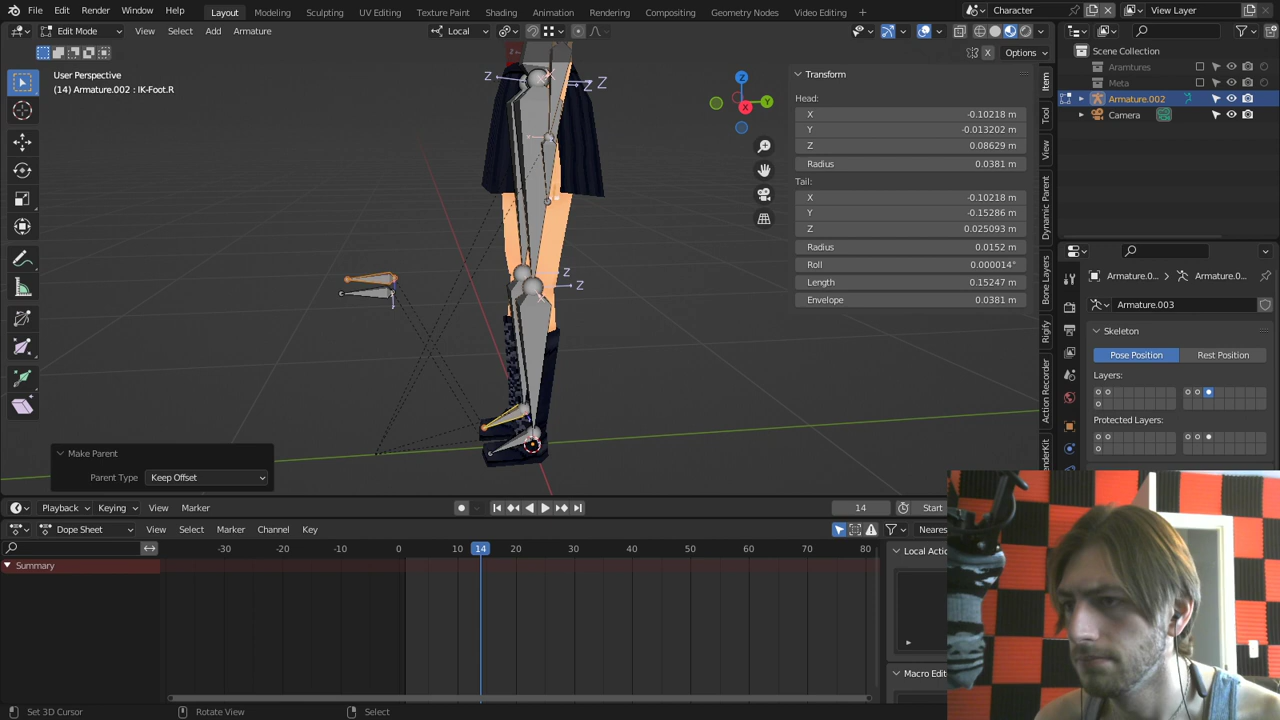 File Edit Render Window Help Layout Modeling Sculpting UV Editing Texture Paint Shading Animation Rendering Compositing Geometry Nodes Video Editing + Character View Layer
Edit Mode View Select Add Armature Local
X Options
User Perspective
(14) Armature.002 : IK-Foot.R
Z Z Z
Z
Z
Z
Y
Transform
Head:
X -0.10218 m
Y -0.013202 m
Z 0.08629 m
Radius 0.0381 m
Tail:
X -0.10218 m
Y -0.15286 m
Z 0.025093 m
Radius 0.0152 m
Roll 0.000014°
Length 0.15247 m
Envelope 0.0381 m
Item
Tool
View
Dynamic Parent
Bone Layers
Rigify
Action Recorder
Scene Collection
Aramtures
Meta
Armature.002
Camera
Armature.0... Armature.0...
Armature.003
Skeleton
Pose Position Rest Position
Layers:
Protected Layers:
Make Parent
Parent Type Keep Offset
Playback Keying View Marker 14 Start
Dope Sheet View Select Marker Channel Key Neares
-30 -20 -10 0 10 14 20 30 40 50 60 70 80
Summary
Local Actio
Macro Edit
Set 3D Cursor Rotate View Select